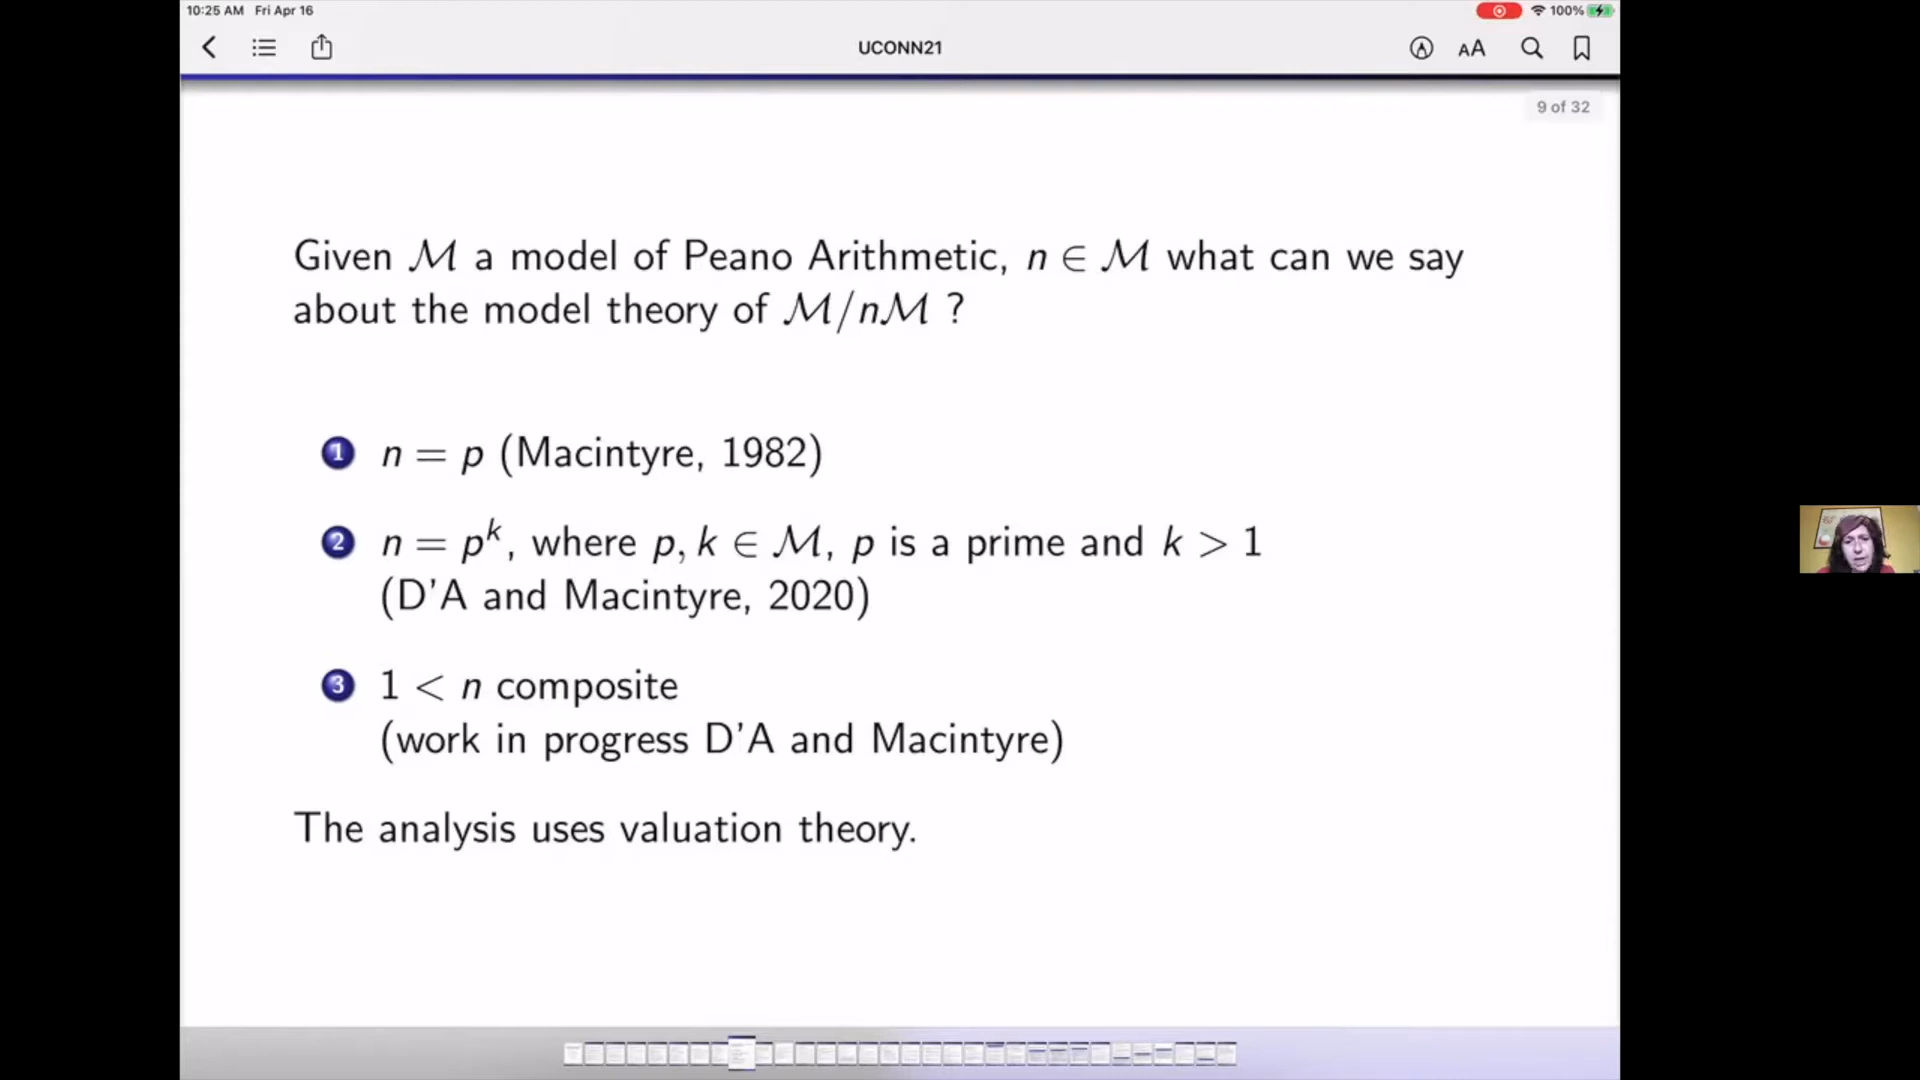 10:25 AM Fri Apr 16
100%
UCONN21
AA
9 of 32
Given ℳ a model of Peano Arithmetic, n ∈ ℳ what can we say
about the model theory of ℳ/nℳ ?
1 n = p (Macintyre, 1982)
2 n = p^k, where p, k ∈ ℳ, p is a prime and k > 1
(D'A and Macintyre, 2020)
3 1 < n composite
(work in progress D'A and Macintyre)
The analysis uses valuation theory.